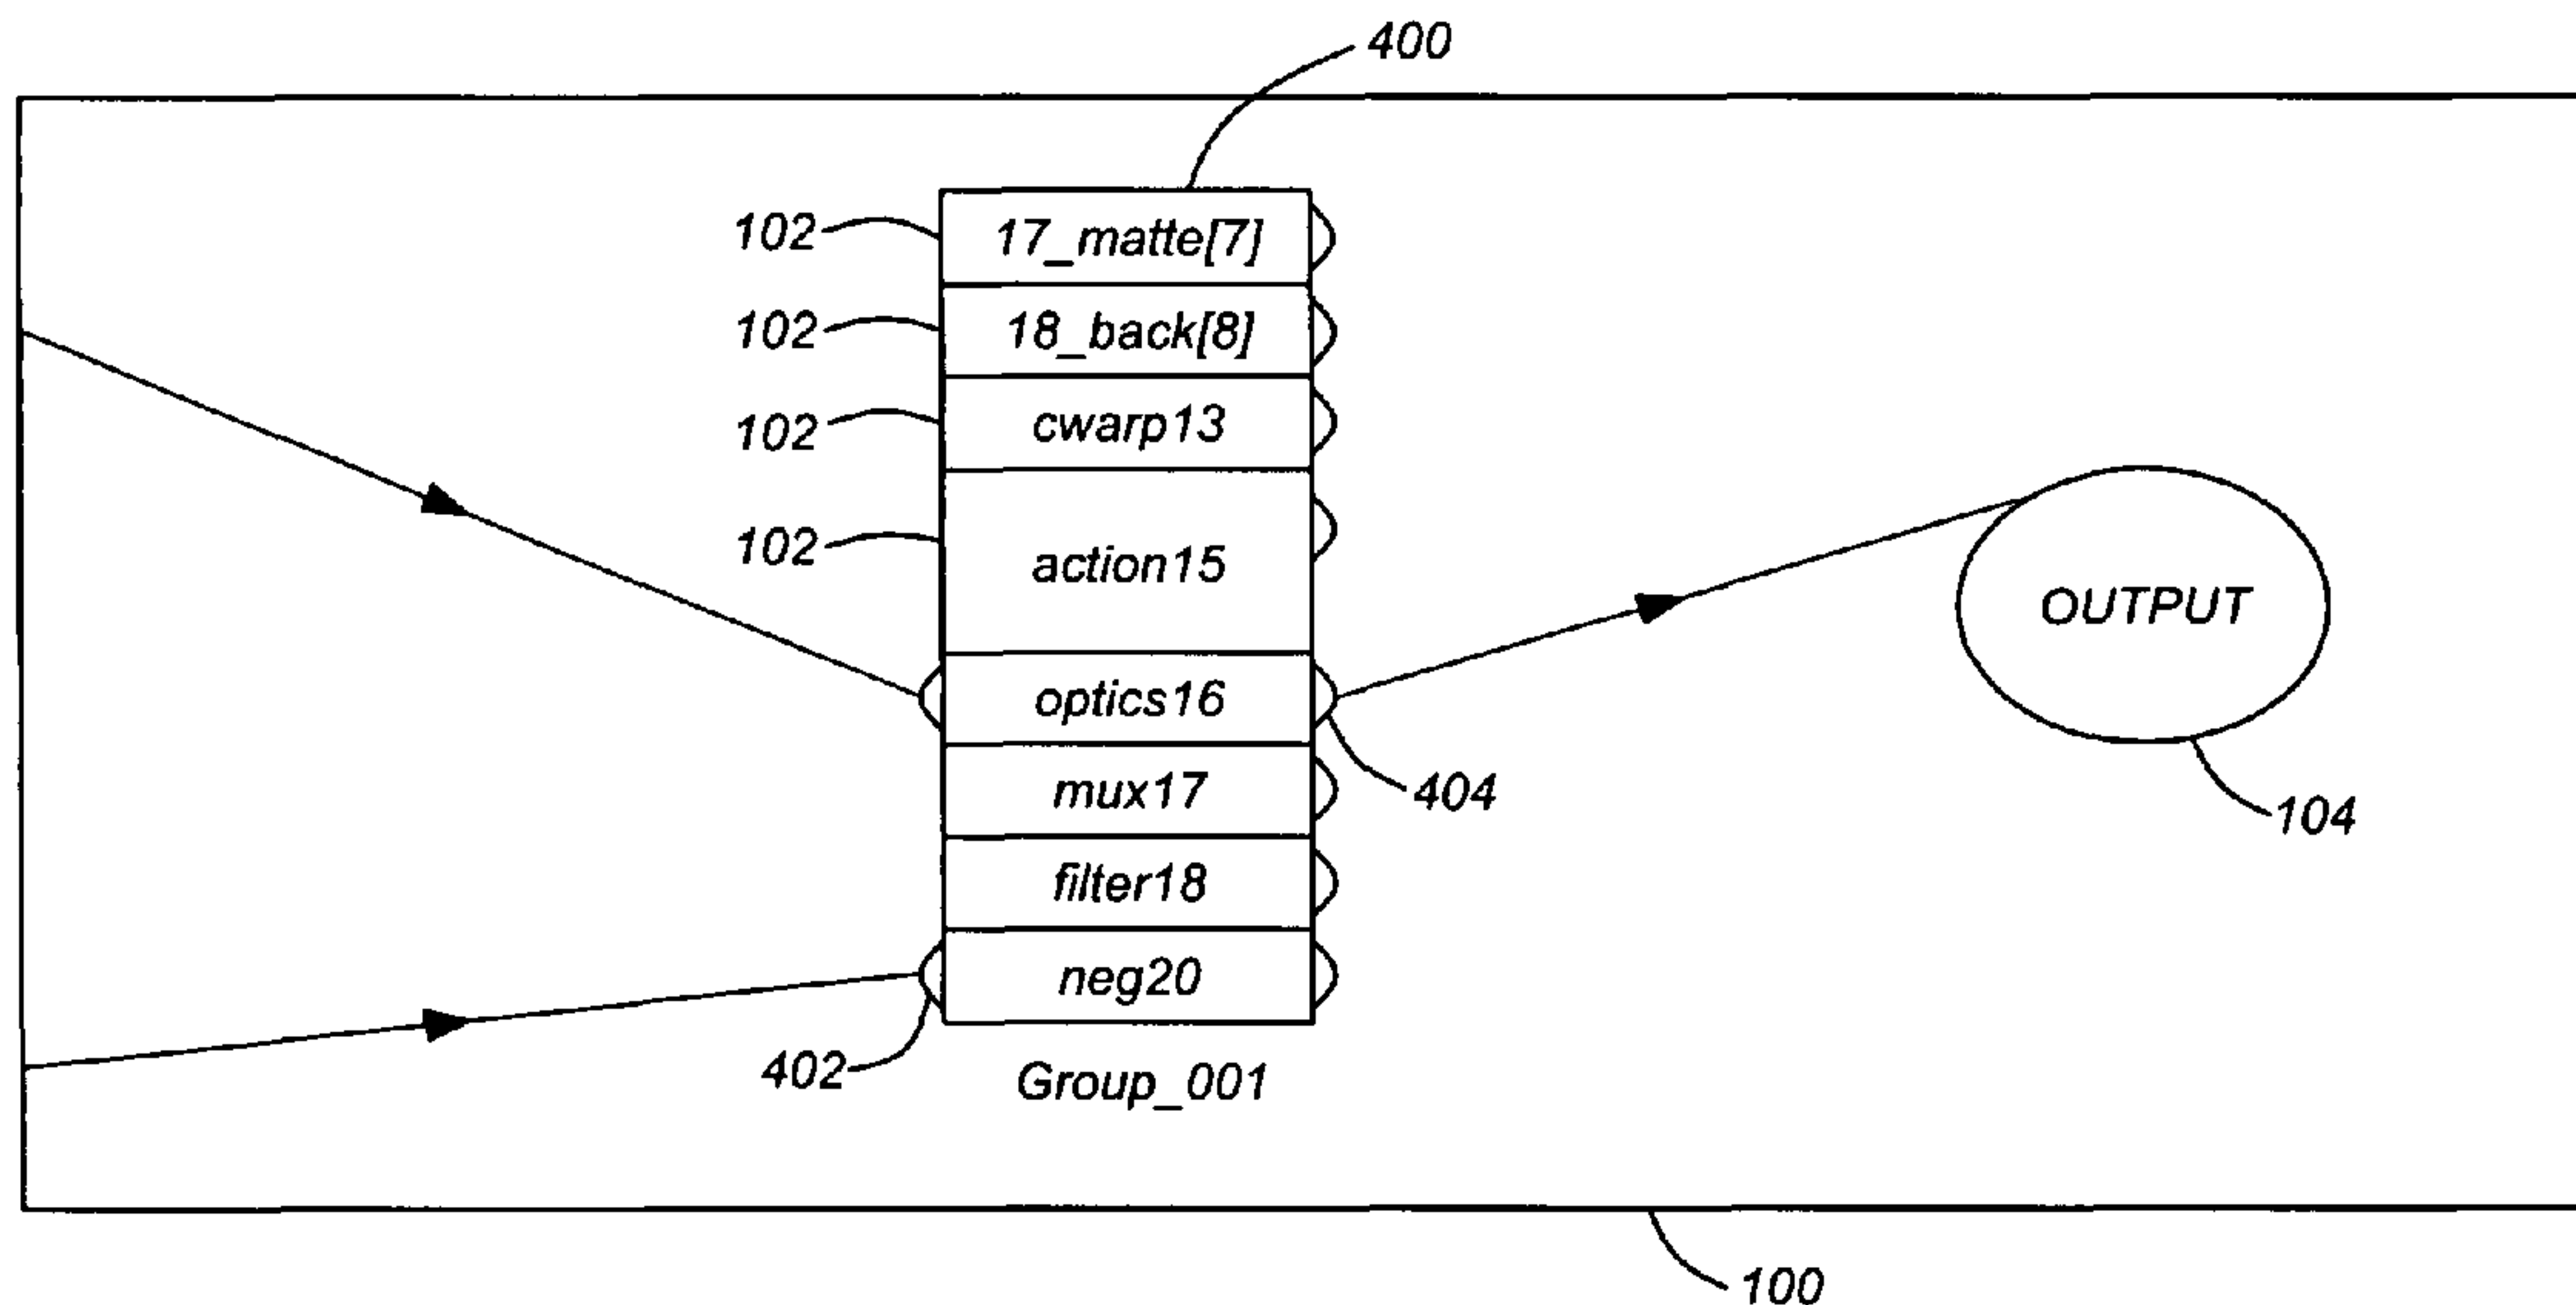 400
102
17_matte[7]
102
18_back[8]
102
cwarp13
102
action15
optics16
OUTPUT
mux17
404
104
filter18
neg20
402
Group_001
100